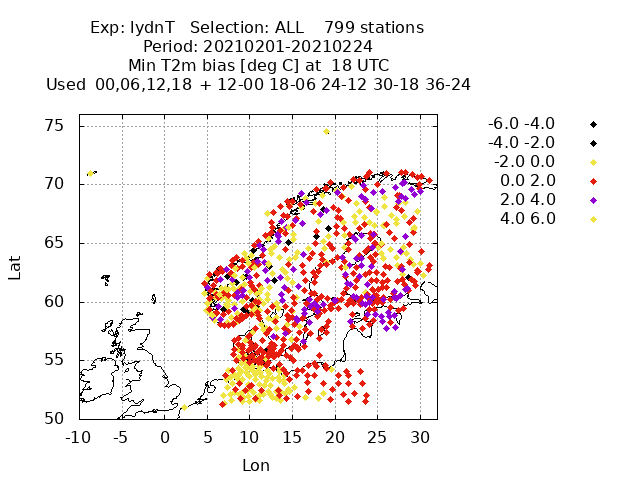 Exp: IydnT   Selection: ALL    799 stations
Period: 20210201-20210224
Min T2m bias [deg C] at  18 UTC
Used  00,06,12,18  + 12-00 18-06 24-12 30-18 36-24
-6.0 -4.0
-4.0 -2.0
-2.0 0.0
0.0 2.0
2.0 4.0
4.0 6.0
75
70
65
60
55
50
Lat
-10 -5 0 5 10 15 20 25 30
Lon